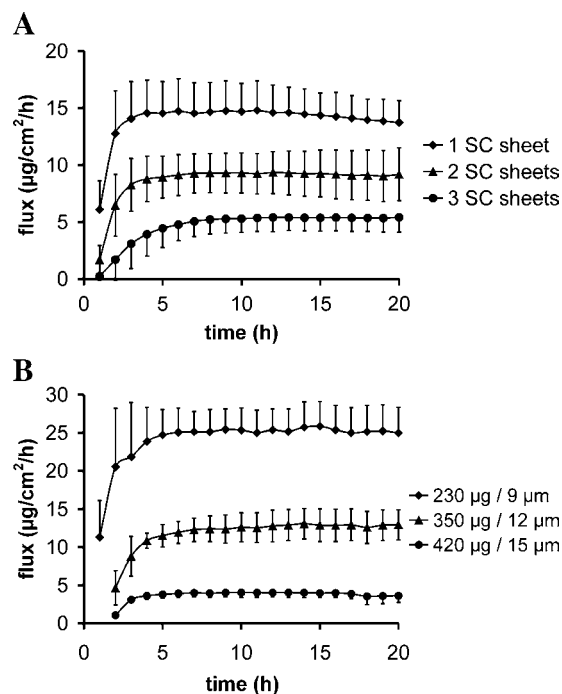 A
20
15
10
5
0
flux (µg/cm²/h)
0 5 10 15 20
time (h)
1 SC sheet
2 SC sheets
3 SC sheets
B
30
25
20
15
10
5
0
flux (µg/cm²/h)
0 5 10 15 20
time (h)
230 µg / 9 µm
350 µg / 12 µm
420 µg / 15 µm